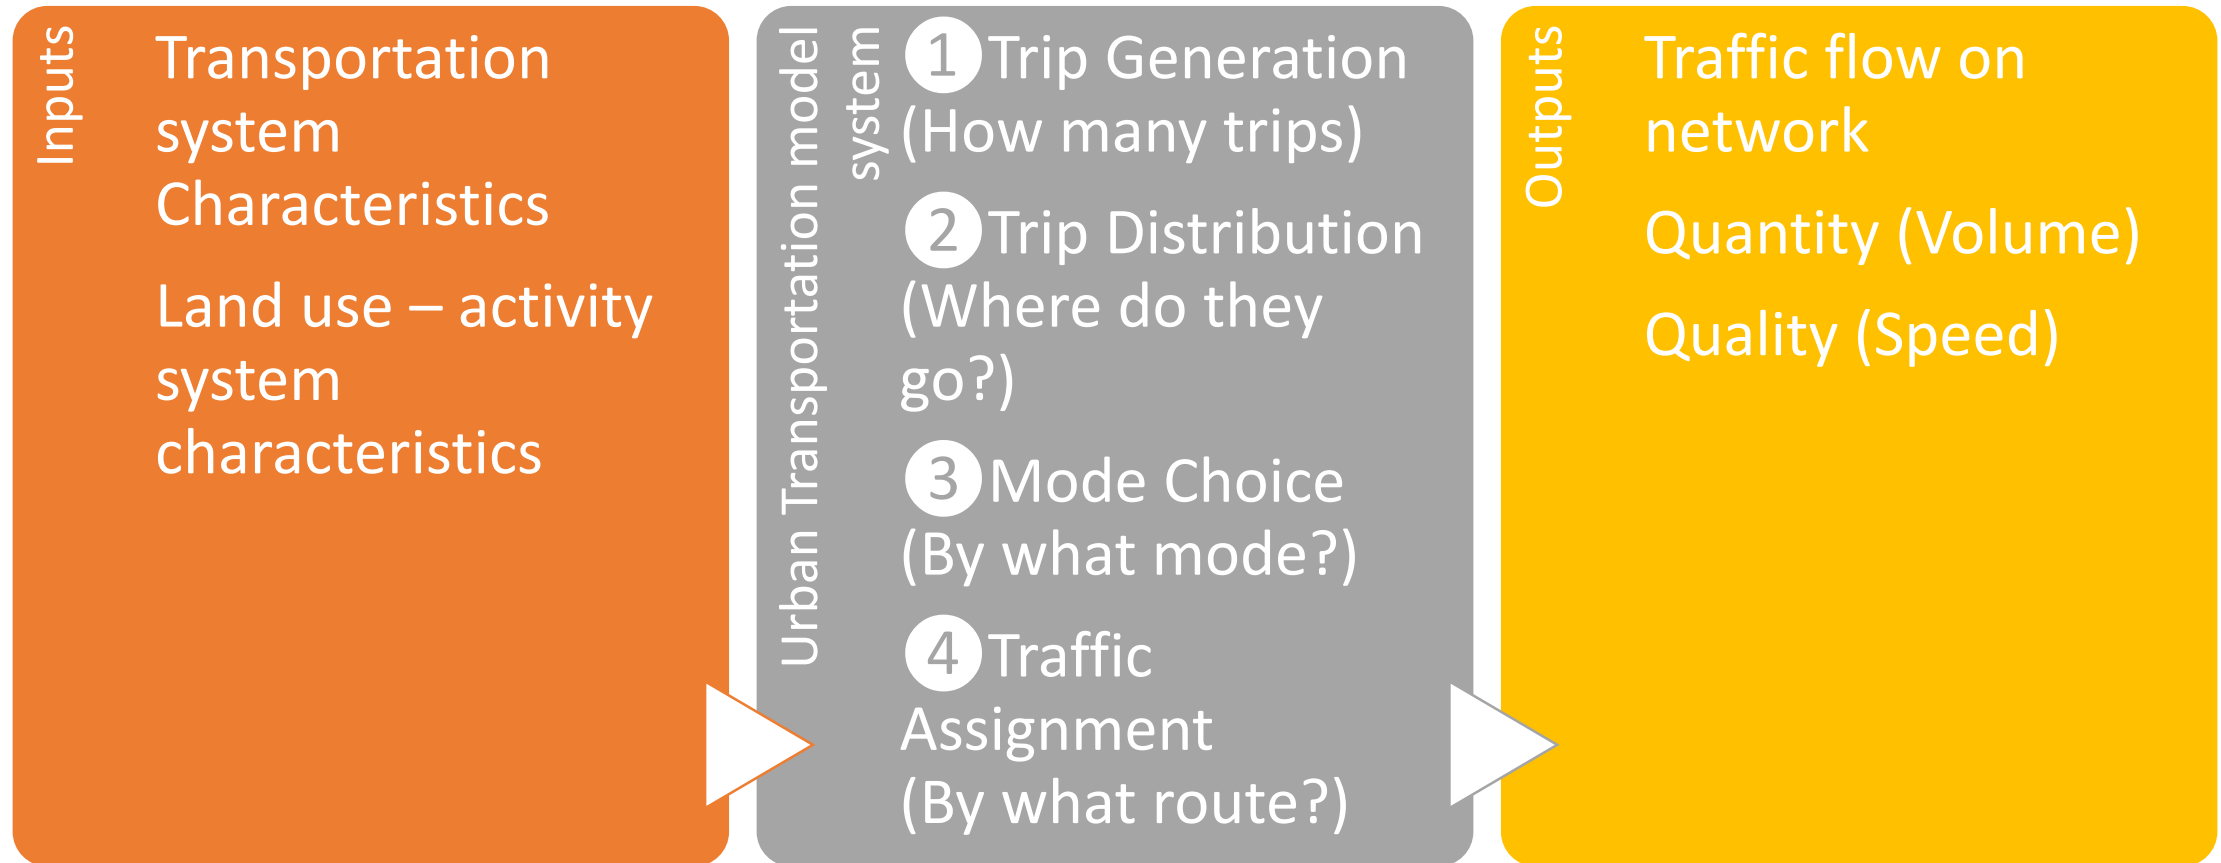 Inputs
Transportation
system
Characteristics
Land use – activity
system
characteristics
Urban Transportation model
system
1 Trip Generation
(How many trips)
2 Trip Distribution
(Where do they
go?)
3 Mode Choice
(By what mode?)
4 Traffic
Assignment
(By what route?)
Outputs
Traffic flow on
network
Quantity (Volume)
Quality (Speed)